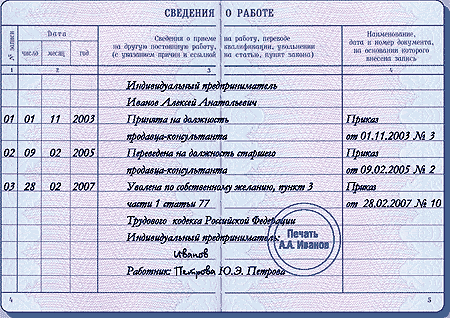 СВЕДЕНИЯ О РАБОТЕ
№ записи
Дата
число месяц год
Сведения о приеме на работу, переводе
на другую постоянную работу, квалификации, увольнении
(с указанием причин и ссылкой на статью, пункт закона)
Наименование,
дата и номер документа,
на основании которого
внесена запись
1 2 3 4
Индивидуальный предприниматель
Иванов Алексей Анатольевич
01 01 11 2003 Принята на должность Приказ
продавца-консультанта от 01.11.2003 № 3
02 09 02 2005 Переведена на должность старшего Приказ
продавца-консультанта от 09.02.2005 № 2
03 28 02 2007 Уволена по собственному желанию, пункт 3 Приказ
части 1 статьи 77 от 28.02.2007 № 10
Трудового кодекса Российской Федерации
Индивидуальный предприниматель:
Иванов
Печать
А.А. Иванов
Работник: Петрова Ю.Э. Петрова
4 5